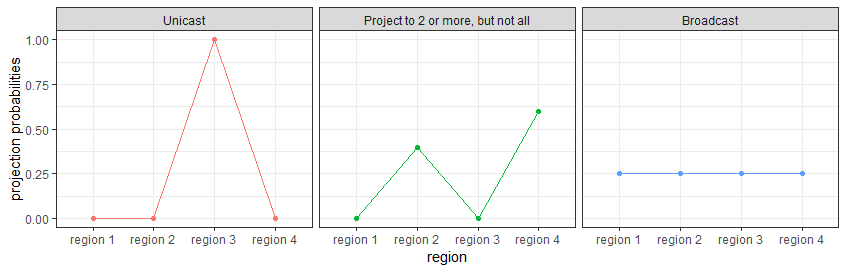 Unicast
Project to 2 or more, but not all
Broadcast
projection probabilities
1.00
0.75
0.50
0.25
0.00
region 1 region 2 region 3 region 4
region 1 region 2 region 3 region 4
region 1 region 2 region 3 region 4
region